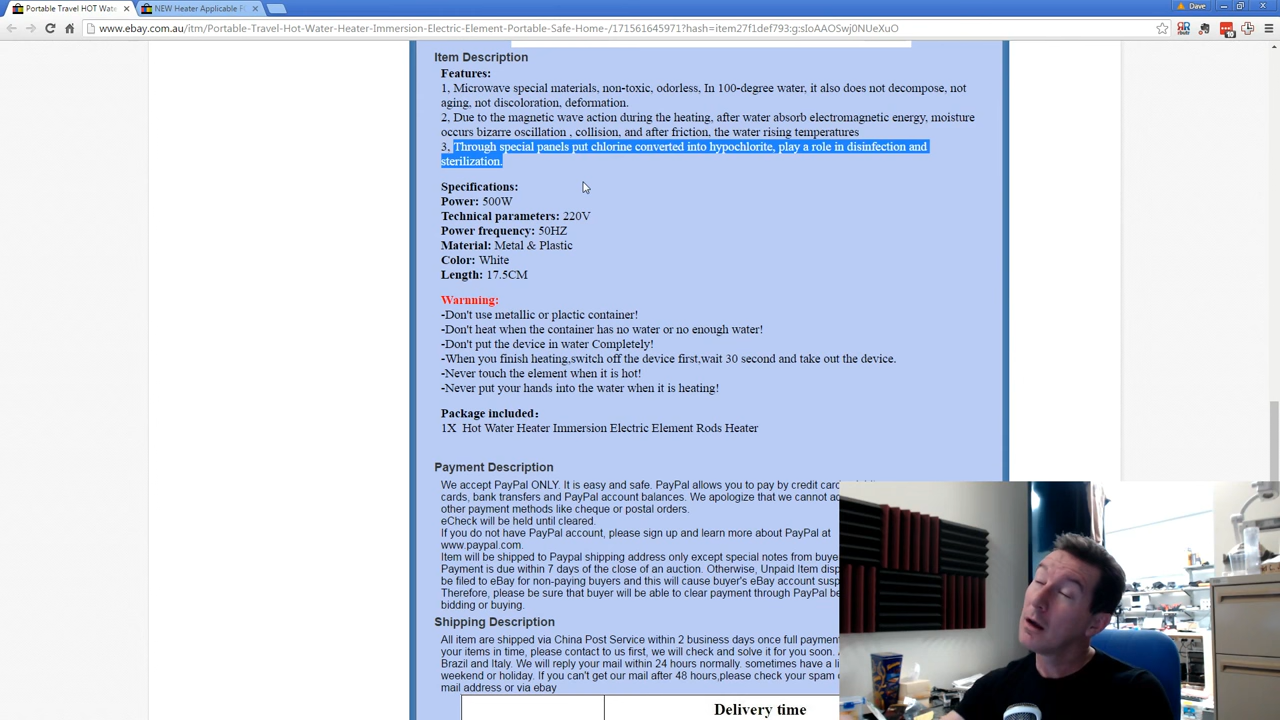 Portable Travel HOT Wate
NEW Heater Applicable F
Dave
www.ebay.com.au/itm/Portable-Travel-Hot-Water-Heater-Immersion-Electric-Element-Portable-Safe-Home-/171561645971?hash=item27f1def793:g:sIoAAOSwj0NUeXuO
Item Description
Features:
1, Microwave special materials, non-toxic, odorless, In 100-degree water, it also does not decompose, not
aging, not discoloration, deformation.
2, Due to the magnetic wave action during the heating, after water absorb electromagnetic energy, moisture
occurs bizarre oscillation , collision, and after friction, the water rising temperatures
3, Through special panels put chlorine converted into hypochlorite, play a role in disinfection and
sterilization.
Specifications:
Power: 500W
Technical parameters: 220V
Power frequency: 50HZ
Material: Metal & Plastic
Color: White
Length: 17.5CM
Warnning:
-Don't use metallic or plactic container!
-Don't heat when the container has no water or no enough water!
-Don't put the device in water Completely!
-When you finish heating,switch off the device first,wait 30 second and take out the device.
-Never touch the element when it is hot!
-Never put your hands into the water when it is heating!
Package included:
1X Hot Water Heater Immersion Electric Element Rods Heater
Payment Description
We accept PayPal ONLY. It is easy and safe. PayPal allows you to pay by credit card
cards, bank transfers and PayPal account balances. We apologize that we cannot ac
other payment methods like cheque or postal orders.
eCheck will be held until cleared.
If you do not have PayPal account, please sign up and learn more about PayPal at
www.paypal.com.
Item will be shipped to Paypal shipping address only except special notes from buye
Payment is due within 7 days of the close of an auction. Otherwise, Unpaid Item disp
be filed to eBay for non-paying buyers and this will cause buyer's eBay account susp
Therefore, please be sure that buyer will be able to clear payment through PayPal be
bidding or buying.
Shipping Description
All item are shipped via China Post Service within 2 business days once full payment
your items in time, please contact to us first, we will check and solve it for you soon. A
Brazil and Italy. We will reply your mail within 24 hours normally. sometimes have a li
weekend or holiday. If you can't get our mail after 48 hours,please check your spam
mail address or via ebay
Delivery time